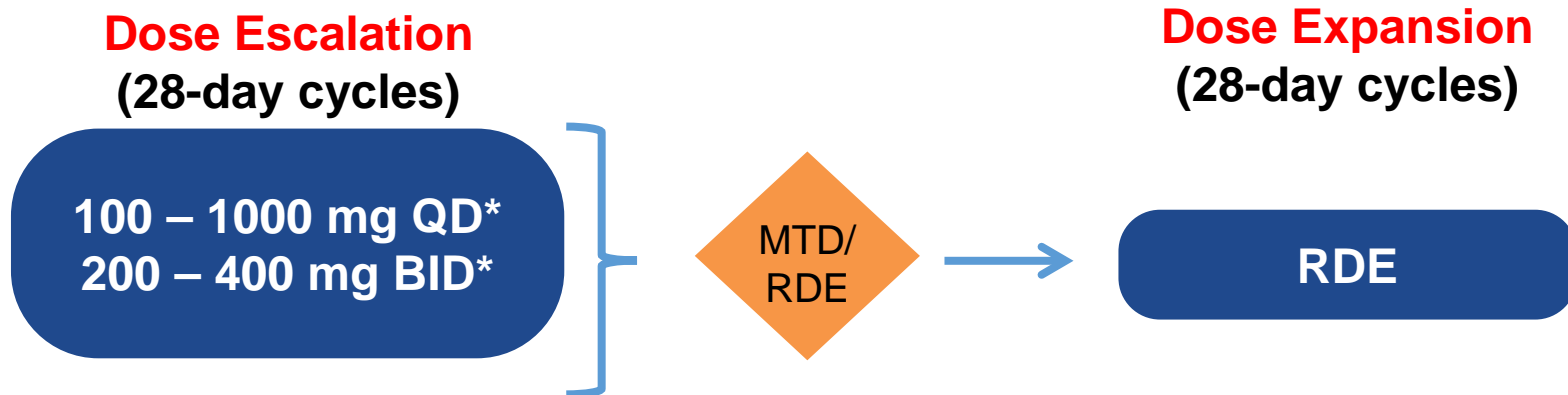 Dose Escalation
(28-day cycles)
100 – 1000 mg QD*
200 – 400 mg BID*
MTD/
RDE
Dose Expansion
(28-day cycles)
RDE